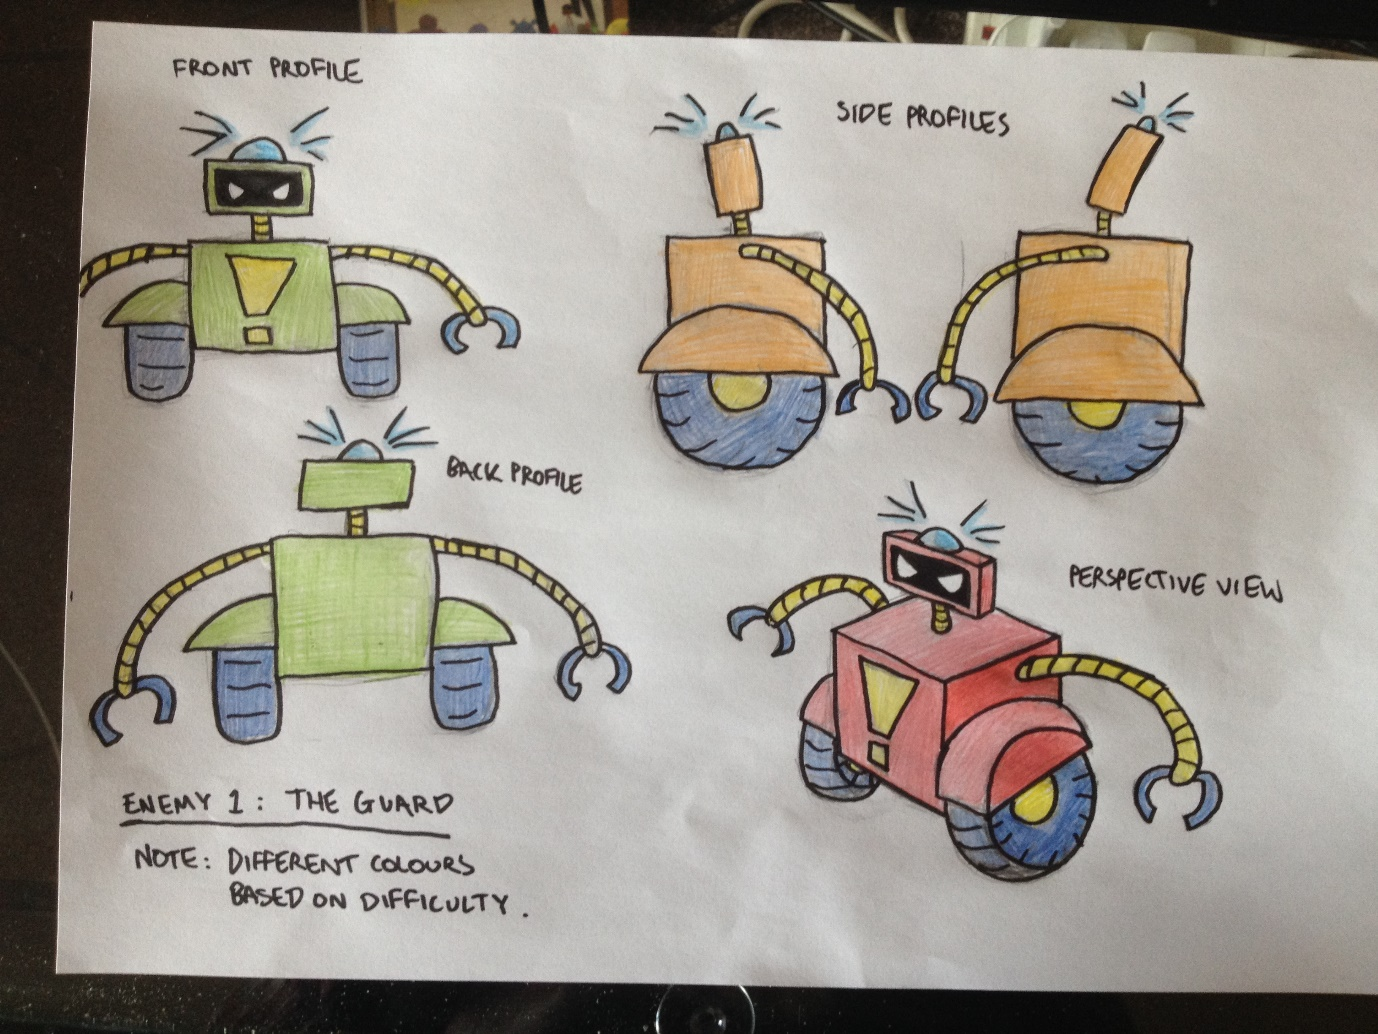 FRONT PROFILE
SIDE PROFILES
BACK PROFILE
PERSPECTIVE VIEW
ENEMY 1: THE GUARD
NOTE: DIFFERENT COLOURS
BASED ON DIFFICULTY.